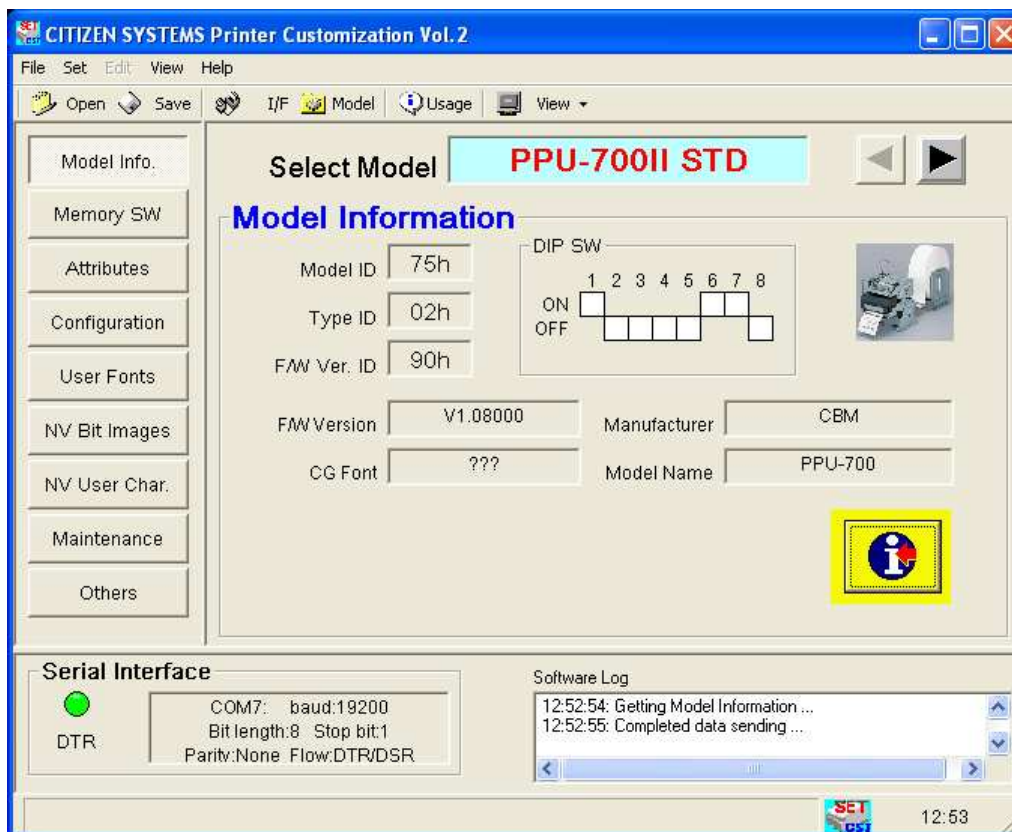 CITIZEN SYSTEMS Printer Customization Vol. 2
File Set Edit View Help
Open Save I/F Model Usage View
Model Info.
Memory SW
Attributes
Configuration
User Fonts
NV Bit Images
NV User Char.
Maintenance
Others
Select Model PPU-700II STD
Model Information
Model ID 75h
Type ID 02h
F/W Ver. ID 90h
DIP SW
1 2 3 4 5 6 7 8
ON
OFF
F/W Version V1.08000
Manufacturer CBM
CG Font ???
Model Name PPU-700
Serial Interface
DTR
COM7: baud:19200
Bit length:8 Stop bit:1
Parity:None Flow:DTR/DSR
Software Log
12:52:54: Getting Model Information ...
12:52:55: Completed data sending ...
SET
CST
12:53